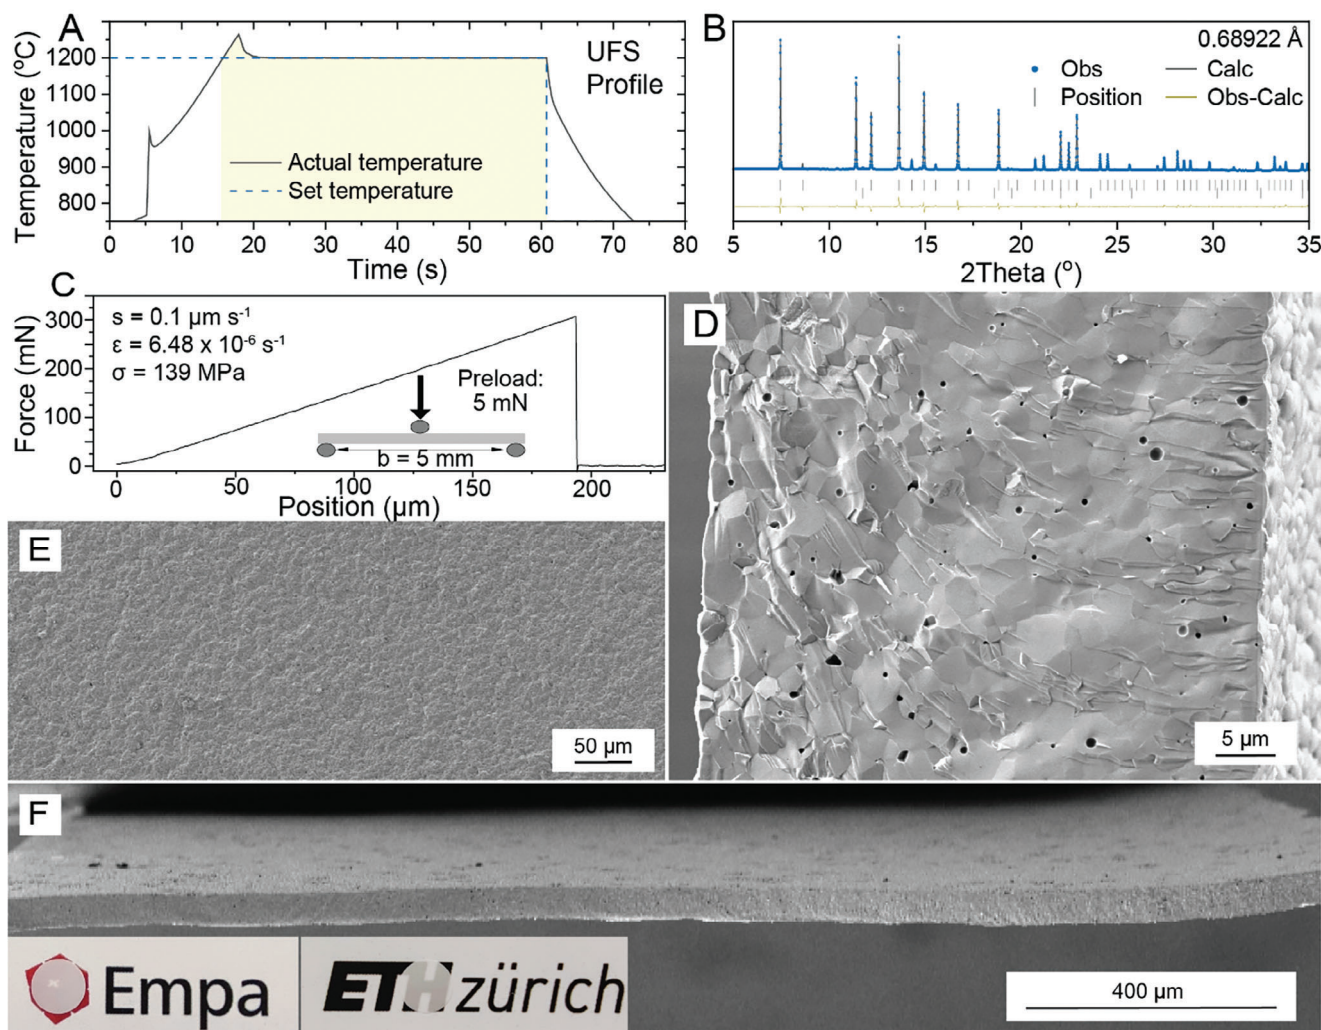 A
Temperature (ºC)
1200
1100
1000
900
800
UFS
Profile
Actual temperature
Set temperature
0
10
20
30
40
50
60
70
80
Time (s)
B
0.68922 Å
Obs
Calc
Position
Obs-Calc
5
10
15
20
25
30
35
2Theta (º)
C
Force (mN)
300
200
100
0
s = 0.1 µm s⁻¹
ε = 6.48 x 10⁻⁶ s⁻¹
σ = 139 MPa
Preload:
5 mN
b = 5 mm
0
50
100
150
200
Position (µm)
D
5 µm
E
50 µm
F
Empa
ETH zürich
400 µm